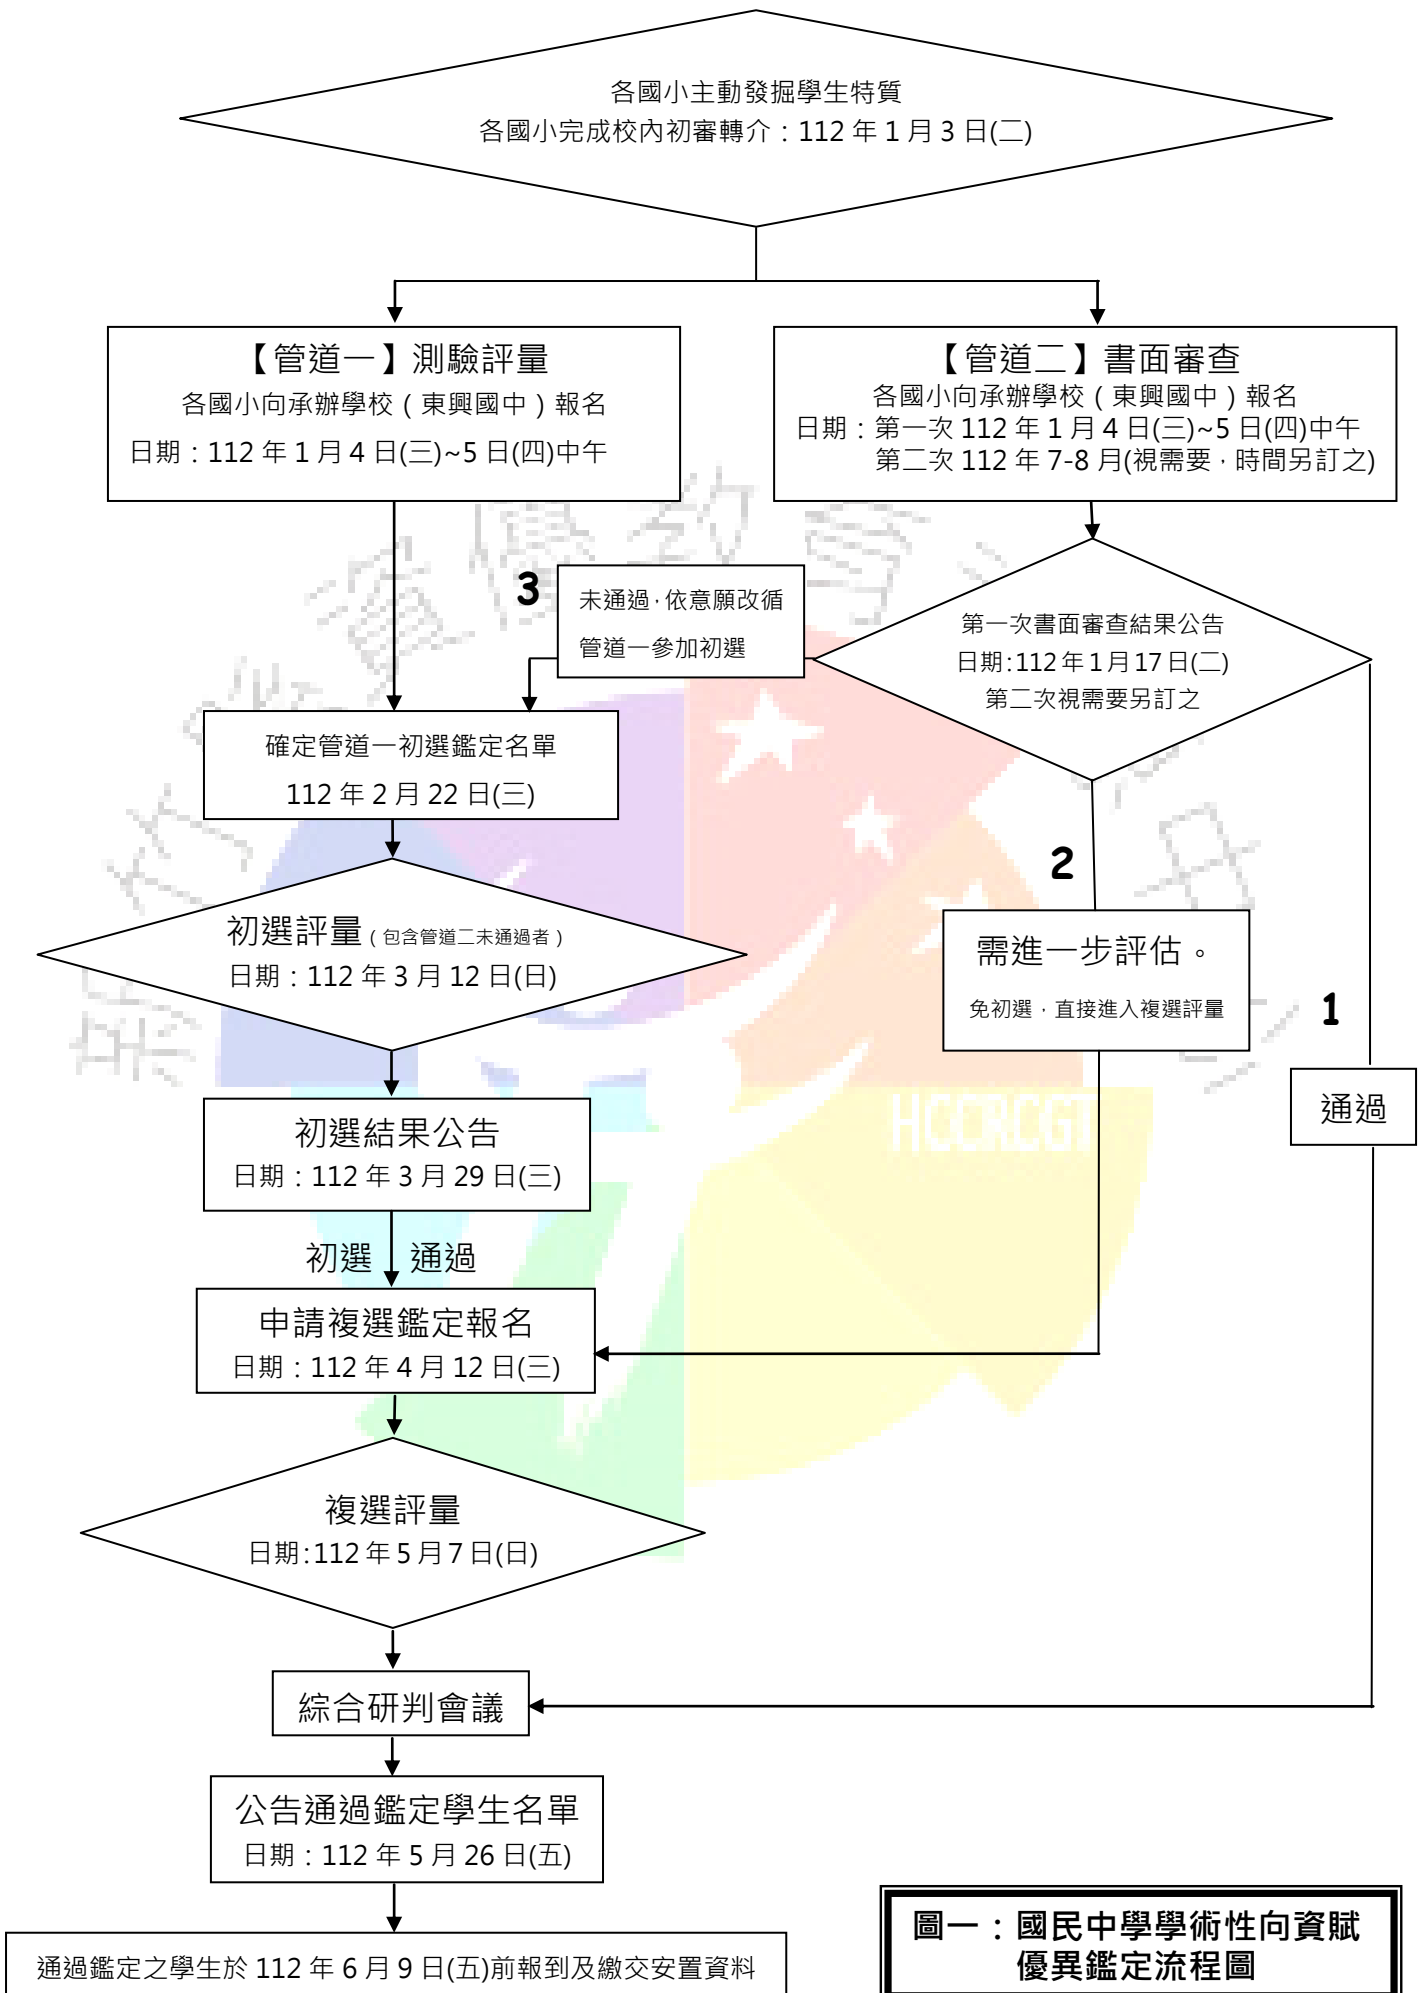 各國小主動發掘學生特質
各國小完成校內初審轉介：112 年 1 月 3 日(二)
【管道一】測驗評量
各國小向承辦學校（東興國中）報名
日期：112 年 1 月 4 日(三)~5 日(四)中午
【管道二】書面審查
各國小向承辦學校（東興國中）報名
日期：第一次 112 年 1 月 4 日(三)~5 日(四)中午
第二次 112 年 7-8 月(視需要，時間另訂之)
3
未通過，依意願改循
管道一參加初選
第一次書面審查結果公告
日期:112 年 1 月 17 日(二)
第二次視需要另訂之
確定管道一初選鑑定名單
112 年 2 月 22 日(三)
2
初選評量（包含管道二未通過者）
日期：112 年 3 月 12 日(日)
需進一步評估。
免初選，直接進入複選評量
1
通過
HCCRCGT
初選結果公告
日期：112 年 3 月 29 日(三)
初選 通過
申請複選鑑定報名
日期：112 年 4 月 12 日(三)
複選評量
日期:112 年 5 月 7 日(日)
綜合研判會議
公告通過鑑定學生名單
日期：112 年 5 月 26 日(五)
通過鑑定之學生於 112 年 6 月 9 日(五)前報到及繳交安置資料
圖一：國民中學學術性向資賦
優異鑑定流程圖